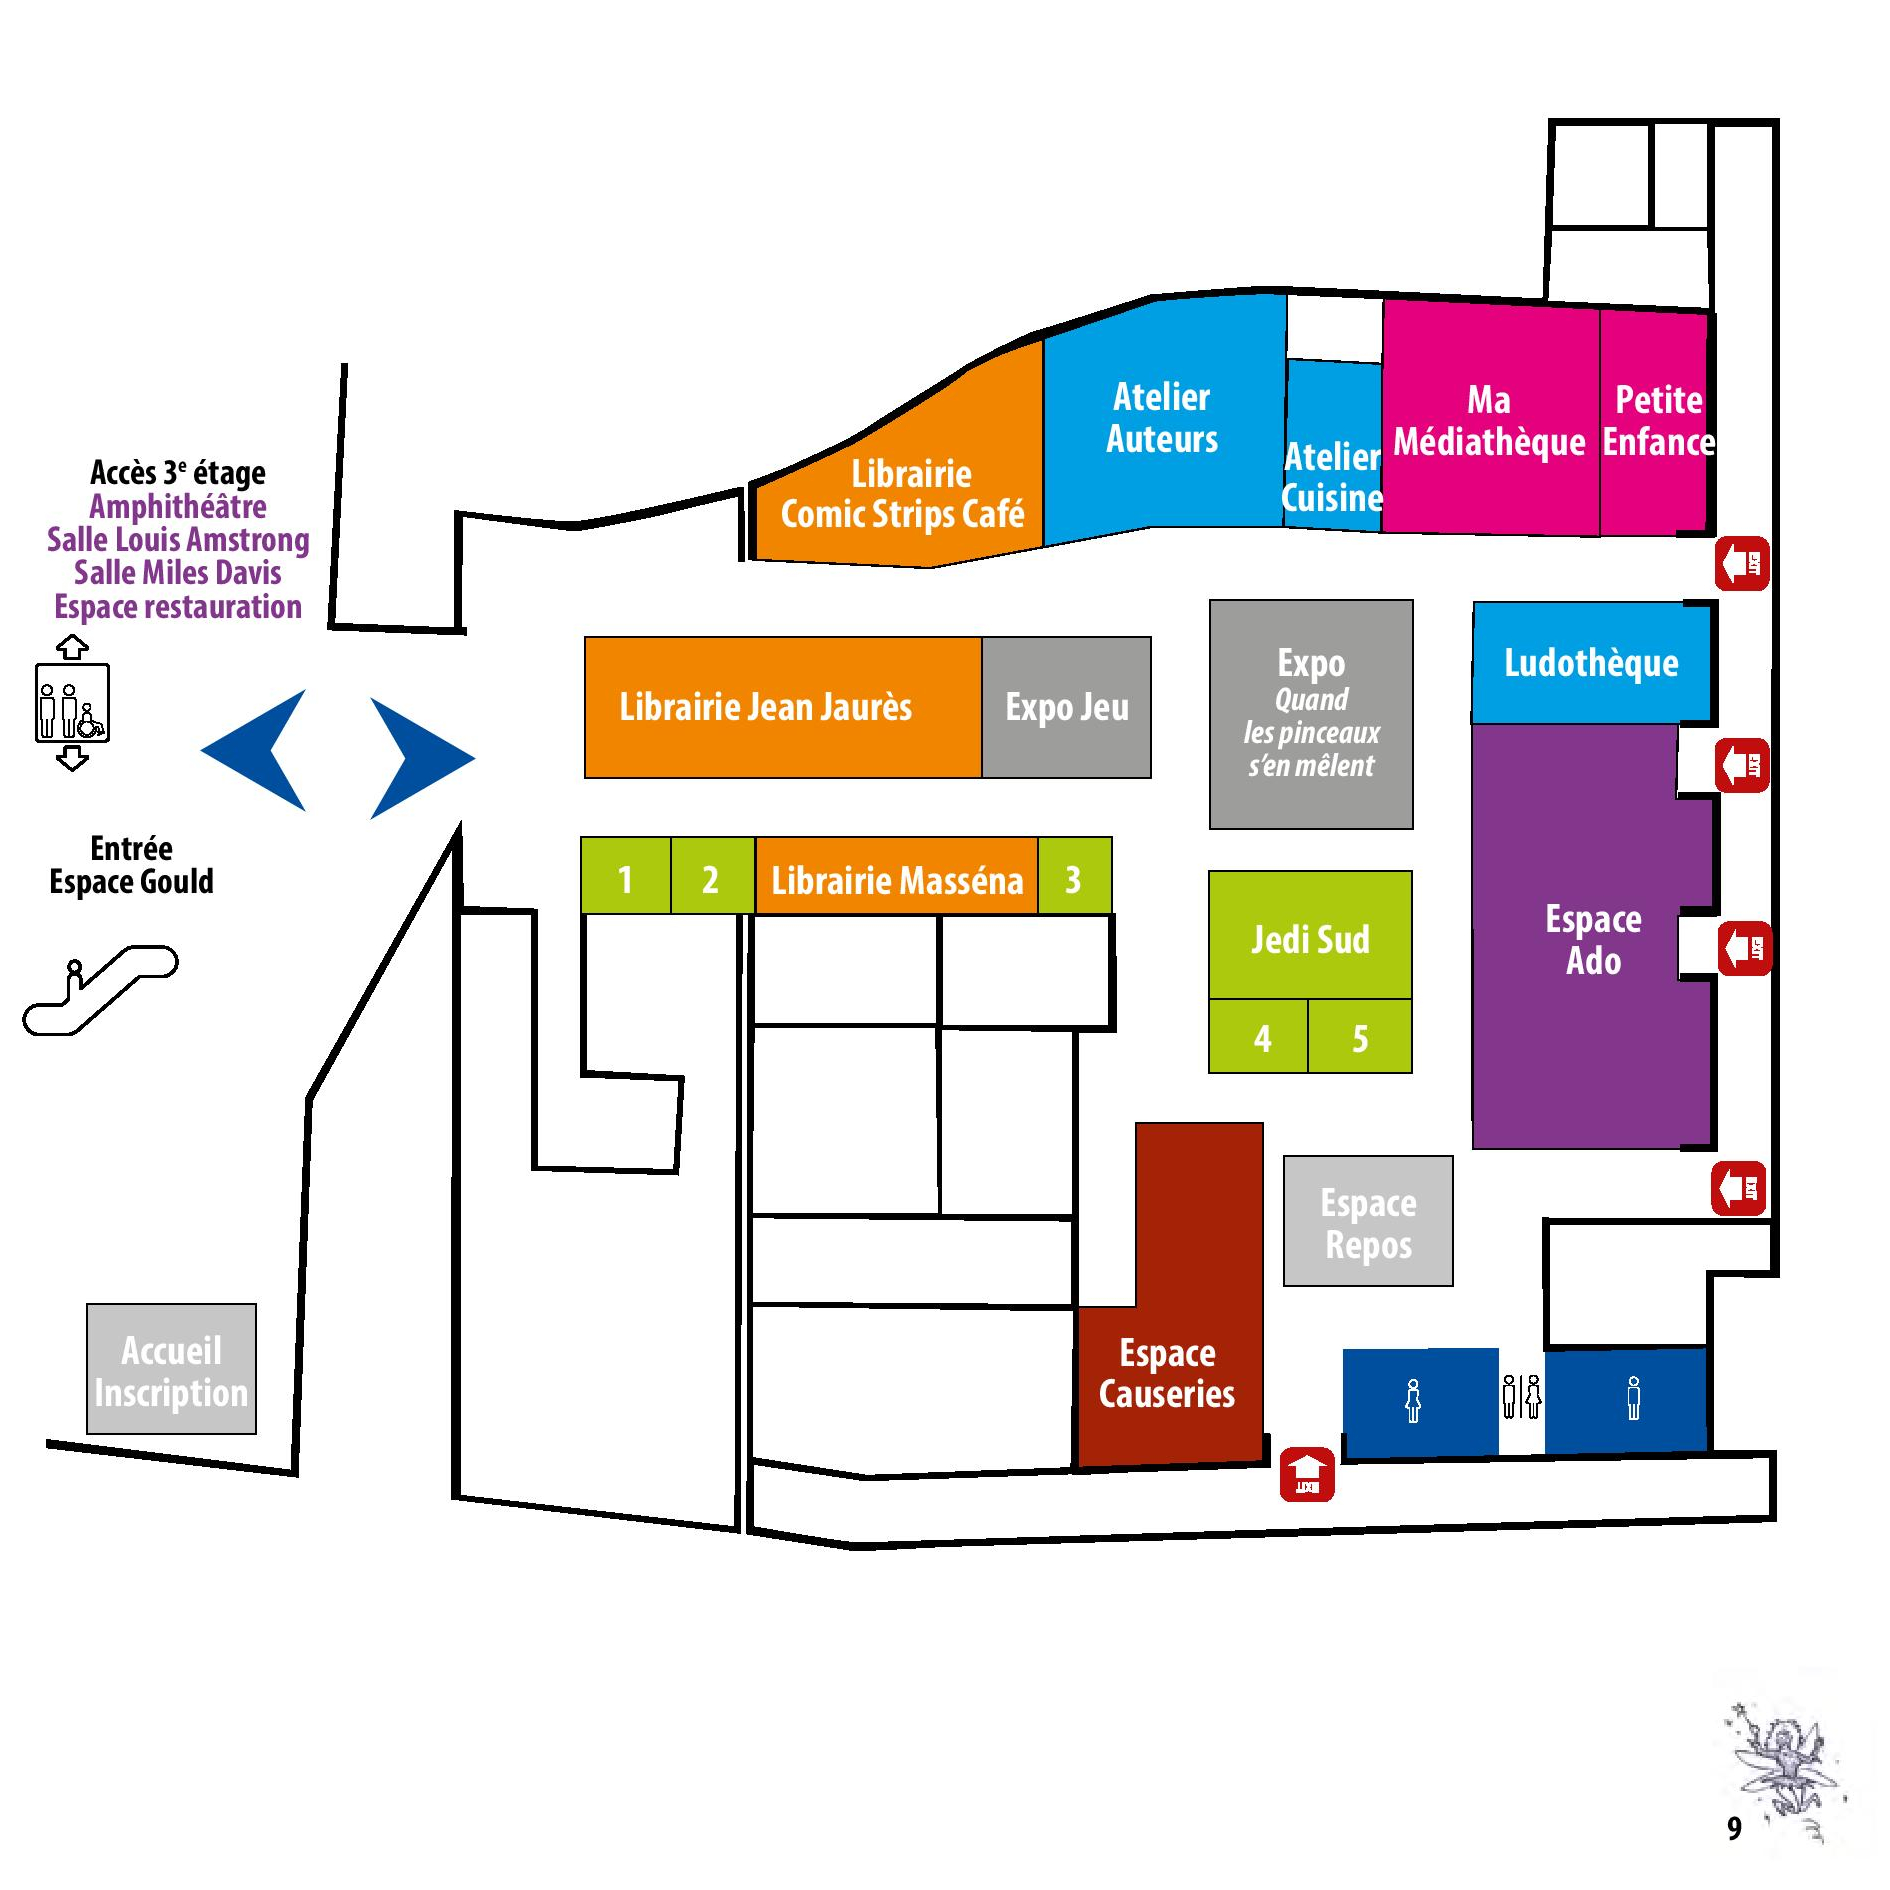 Accès 3e étage
Amphithéâtre
Salle Louis Amstrong
Salle Miles Davis
Espace restauration
Entrée
Espace Gould
Accueil
Inscription
Librairie
Comic Strips Café
Atelier
Auteurs
Atelier
Cuisine
Ma
Médiathèque
Petite
Enfance
EXIT
Librairie Jean Jaurès
Expo Jeu
Expo
Quand
les pinceaux
s'en mêlent
Ludothèque
EXIT
1
2
Librairie Masséna
3
Jedi Sud
4
5
Espace
Ado
EXIT
EXIT
Espace
Repos
Espace
Causeries
EXIT
9